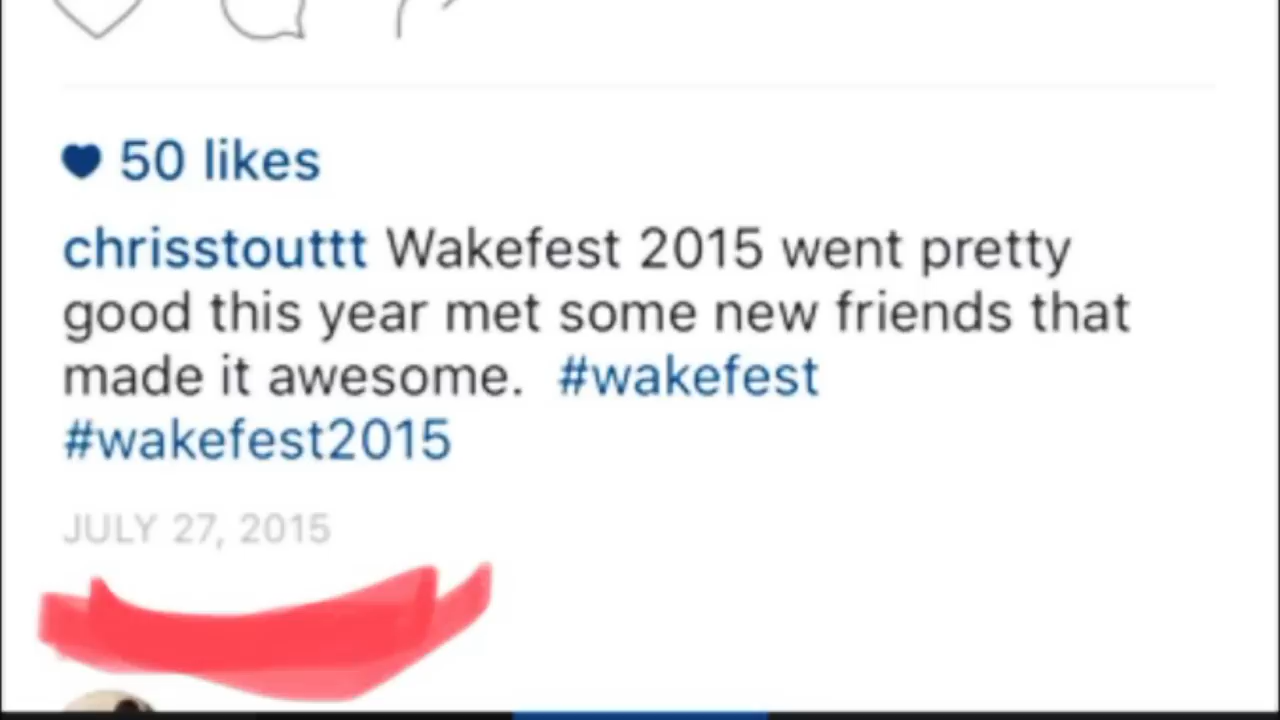 50 likes
chrisstouttt Wakefest 2015 went pretty
good this year met some new friends that
made it awesome. #wakefest
#wakefest2015
JULY 27, 2015